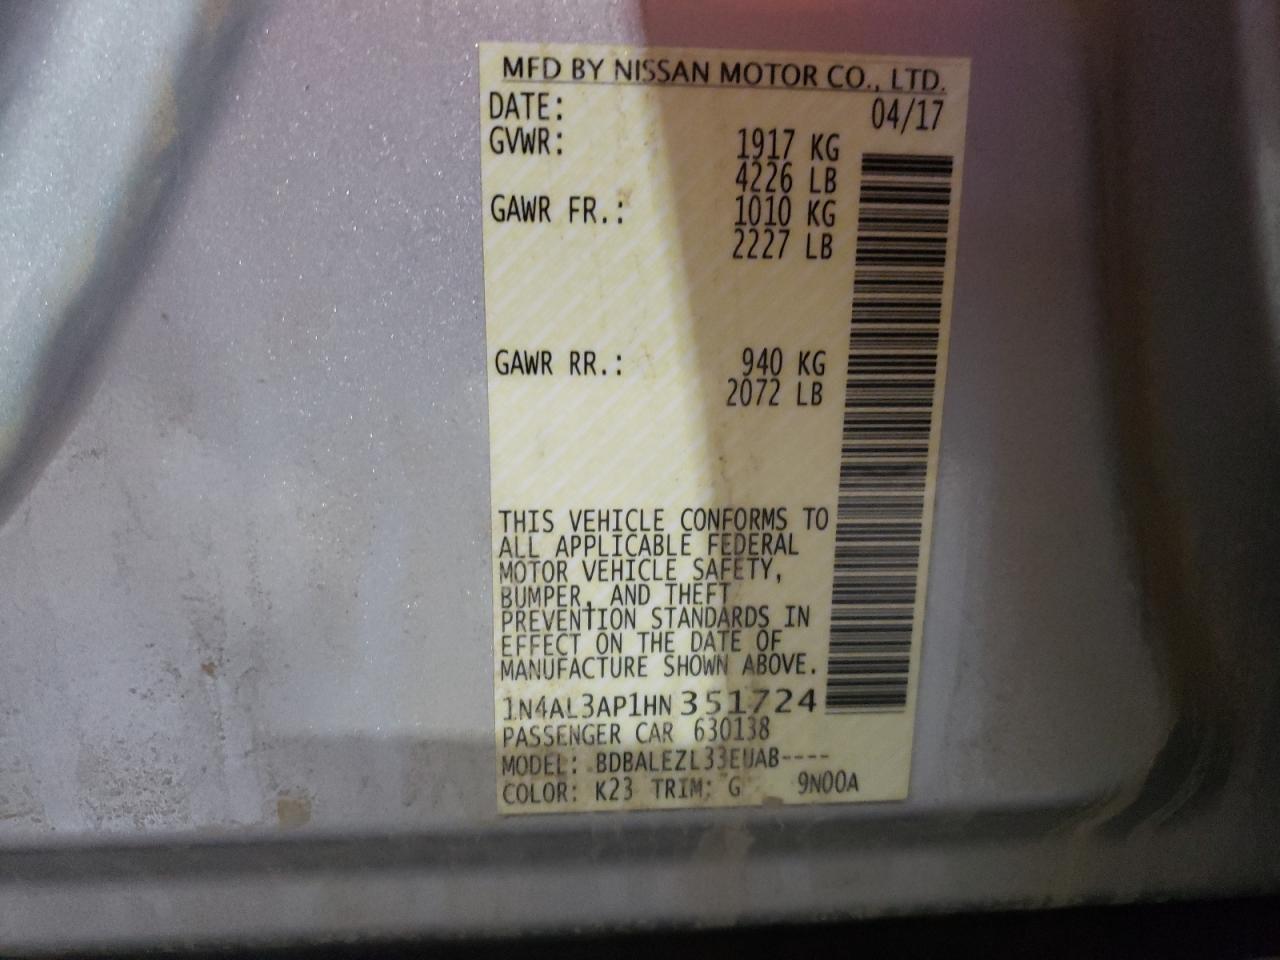 MFD BY NISSAN MOTOR CO., LTD.
DATE: 04/17
GVWR: 1917 KG
4226 LB
GAWR FR.: 1010 KG
2227 LB
GAWR RR.: 940 KG
2072 LB
THIS VEHICLE CONFORMS TO
ALL APPLICABLE FEDERAL
MOTOR VEHICLE SAFETY,
BUMPER, AND THEFT
PREVENTION STANDARDS IN
EFFECT ON THE DATE OF
MANUFACTURE SHOWN ABOVE.
1N4AL3AP1HN 351724
PASSENGER CAR 630138
MODEL: BDBALEZL33EUAB----
COLOR: K23 TRIM: G 9N00A